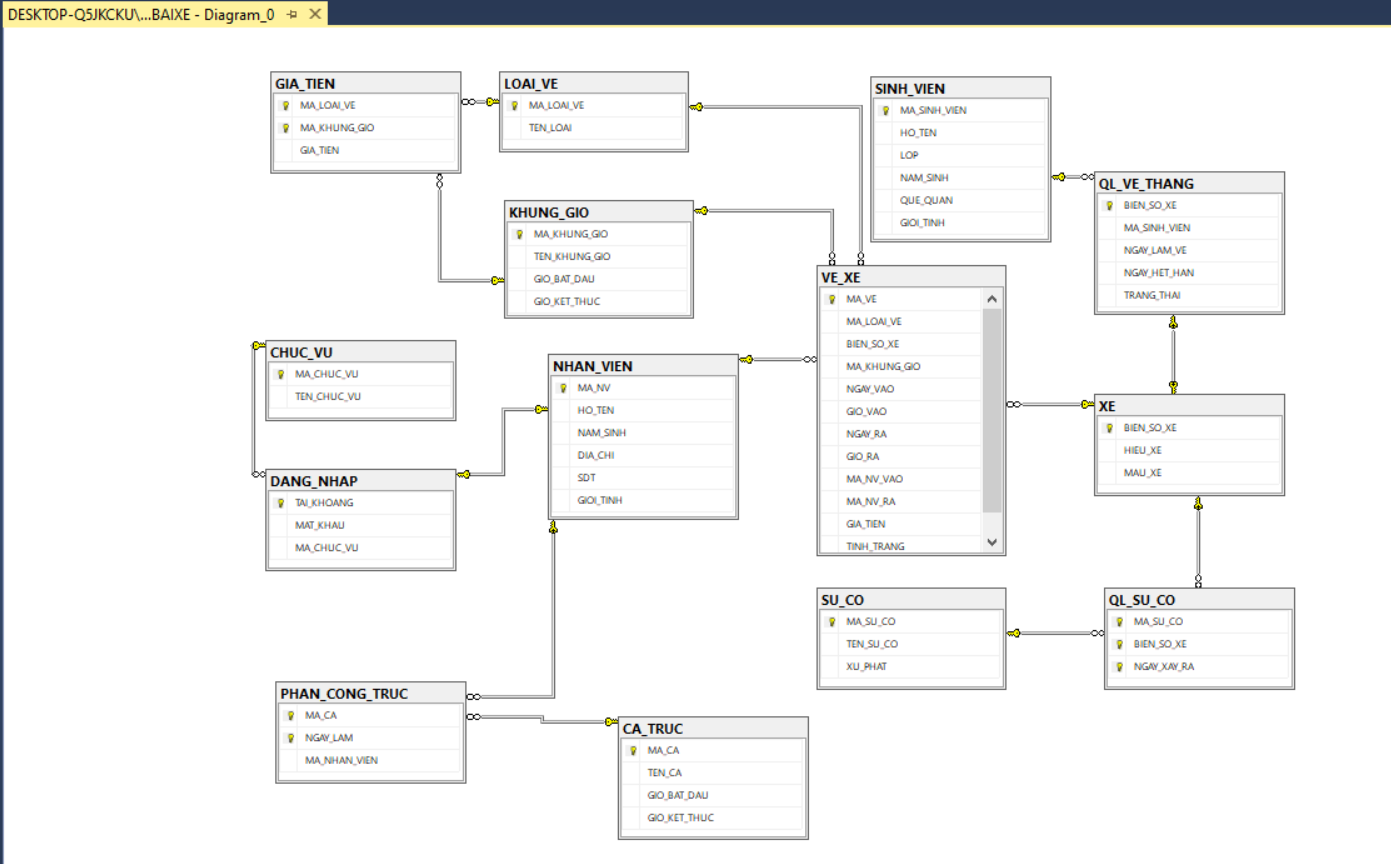 DESKTOP-Q5JKCKU\...BAIXE - Diagram_0
GIA_TIEN
MA_LOAI_VE
MA_KHUNG_GIO
GIA_TIEN
LOAI_VE
MA_LOAI_VE
TEN_LOAI
SINH_VIEN
MA_SINH_VIEN
HO_TEN
LOP
NAM_SINH
QUE_QUAN
GIOI_TINH
QL_VE_THANG
BIEN_SO_XE
MA_SINH_VIEN
NGAY_LAM_VE
NGAY_HET_HAN
TRANG_THAI
KHUNG_GIO
MA_KHUNG_GIO
TEN_KHUNG_GIO
GIO_BAT_DAU
GIO_KET_THUC
VE_XE
MA_VE
MA_LOAI_VE
BIEN_SO_XE
MA_KHUNG_GIO
NGAY_VAO
GIO_VAO
NGAY_RA
GIO_RA
MA_NV_VAO
MA_NV_RA
GIA_TIEN
TINH_TRANG
CHUC_VU
MA_CHUC_VU
TEN_CHUC_VU
NHAN_VIEN
MA_NV
HO_TEN
NAM_SINH
DIA_CHI
SDT
GIOI_TINH
XE
BIEN_SO_XE
HIEU_XE
MAU_XE
DANG_NHAP
TAI_KHOANG
MAT_KHAU
MA_CHUC_VU
SU_CO
MA_SU_CO
TEN_SU_CO
XU_PHAT
QL_SU_CO
MA_SU_CO
BIEN_SO_XE
NGAY_XAY_RA
PHAN_CONG_TRUC
MA_CA
NGAY_LAM
MA_NHAN_VIEN
CA_TRUC
MA_CA
TEN_CA
GIO_BAT_DAU
GIO_KET_THUC